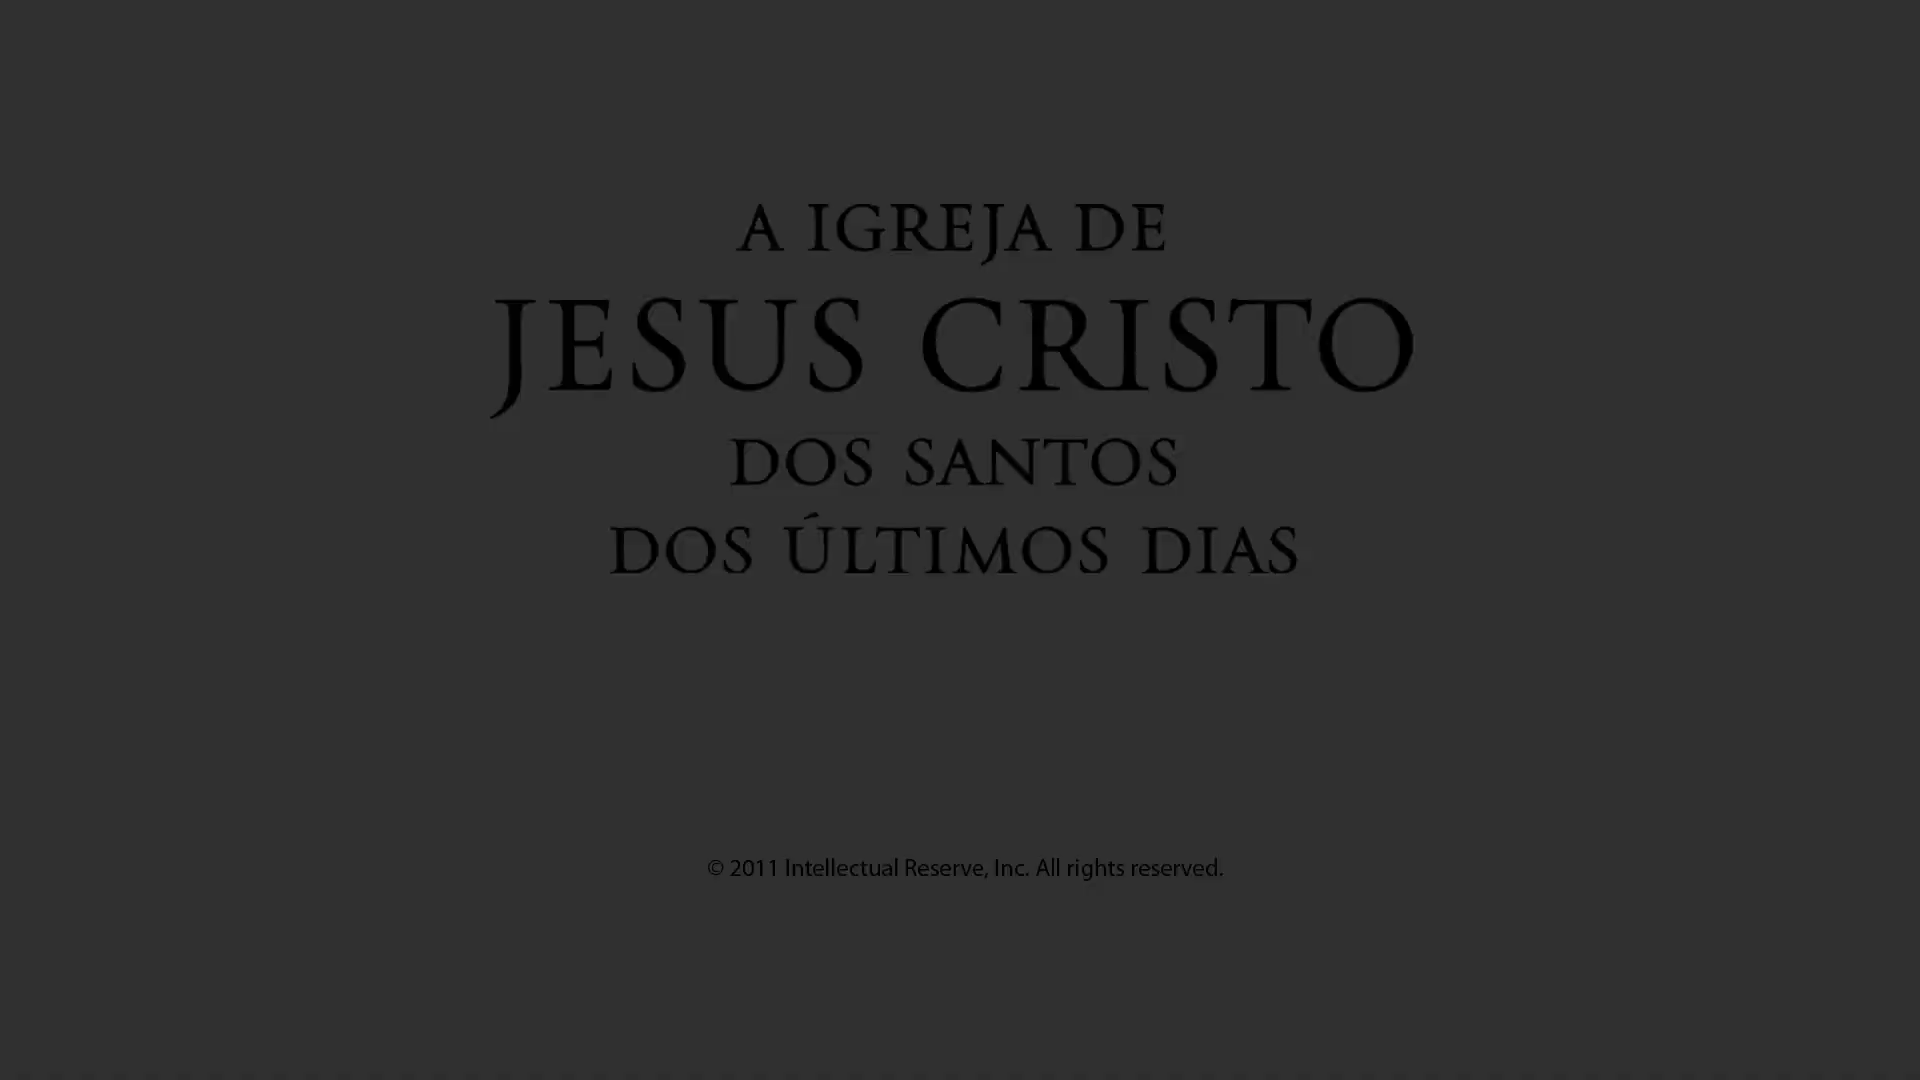 A IGREJA DE
JESUS CRISTO
DOS SANTOS
DOS ÚLTIMOS DIAS
© 2011 Intellectual Reserve, Inc. All rights reserved.